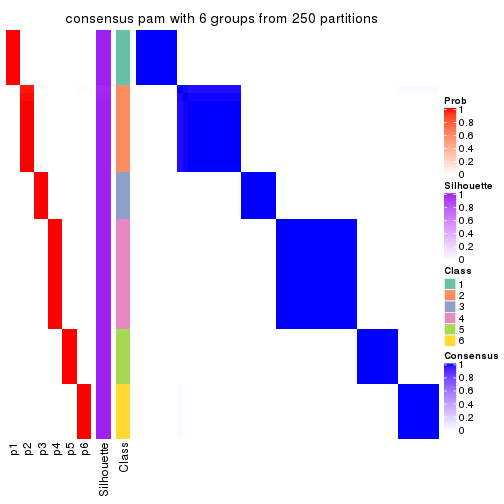 consensus pam with 6 groups from 250 partitions
Prob
1
0.8
0.6
0.4
0.2
0
Silhouette
1
0.8
0.6
0.4
0.2
0
Class
1
2
3
4
5
6
Consensus
1
0.8
0.6
0.4
0.2
0
p1
p2
p3
p4
p5
p6
Silhouette
Class